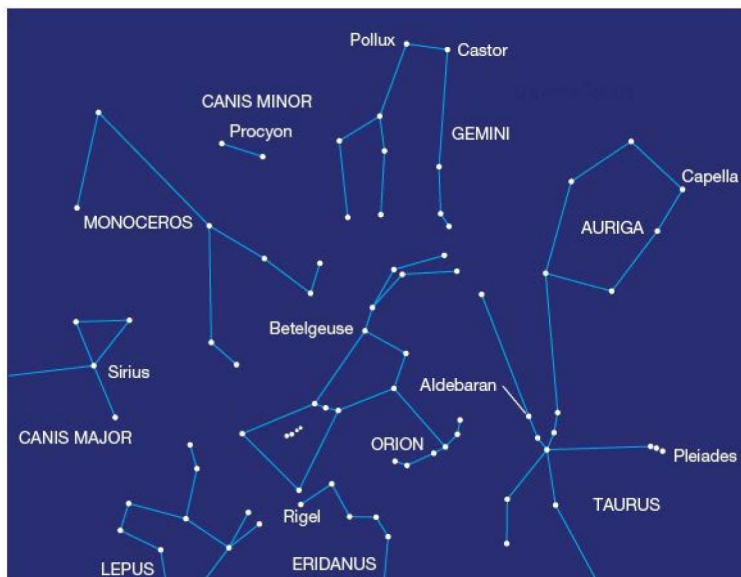 Pollux
Castor
CANIS MINOR
Procyon
GEMINI
Capella
MONOCEROS
AURIGA
Betelgeuse
Sirius
Aldebaran
CANIS MAJOR
ORION
Pleiades
Rigel
TAURUS
LEPUS
ERIDANUS